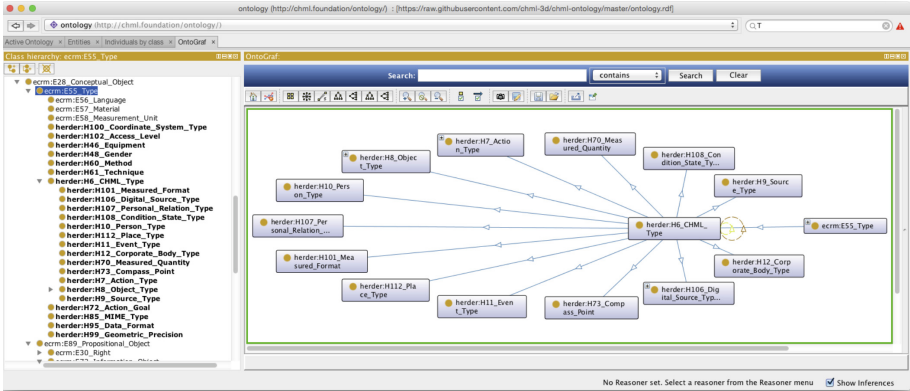 ontology (http://chml.foundation/ontology/)  : [https://raw.githubusercontent.com/chml-3d/chml-ontology/master/ontology.rdf]
ontology (http://chml.foundation/ontology/)
T
Active Ontology × Entities × Individuals by class × OntoGraf ×
Class hierarchy: ecrm:E55_Type
ecrm:E28_Conceptual_Object
ecrm:E55_Type
ecrm:E56_Language
ecrm:E57_Material
ecrm:E58_Measurement_Unit
herder:H100_Coordinate_System_Type
herder:H102_Access_Level
herder:H46_Equipment
herder:H48_Gender
herder:H60_Method
herder:H61_Technique
herder:H6_CHML_Type
herder:H101_Measured_Format
herder:H106_Digital_Source_Type
herder:H107_Personal_Relation_Type
herder:H108_Condition_State_Type
herder:H10_Person_Type
herder:H112_Place_Type
herder:H11_Event_Type
herder:H12_Corporate_Body_Type
herder:H70_Measured_Quantity
herder:H73_Compass_Point
herder:H7_Action_Type
herder:H8_Object_Type
herder:H9_Source_Type
herder:H72_Action_Goal
herder:H85_MIME_Type
herder:H95_Data_Format
herder:H99_Geometric_Precision
ecrm:E89_Propositional_Object
ecrm:E30_Right
OntoGraf:
Search:
contains
Search
Clear
herder:H7_Actio
n_Type
herder:H70_Meas
ured_Quantity
herder:H8_Objec
t_Type
herder:H108_Con
dition_State_Ty...
herder:H10_Pers
on_Type
herder:H9_Sourc
e_Type
herder:H107_Per
sonal_Relation_...
herder:H6_CHML_
Type
ecrm:E55_Type
herder:H101_Mea
sured_Format
herder:H12_Corp
orate_Body_Type
herder:H112_Pla
ce_Type
herder:H106_Dig
ital_Source_Typ...
herder:H11_Even
t_Type
herder:H73_Comp
ass_Point
No Reasoner set. Select a reasoner from the Reasoner menu
Show Inferences